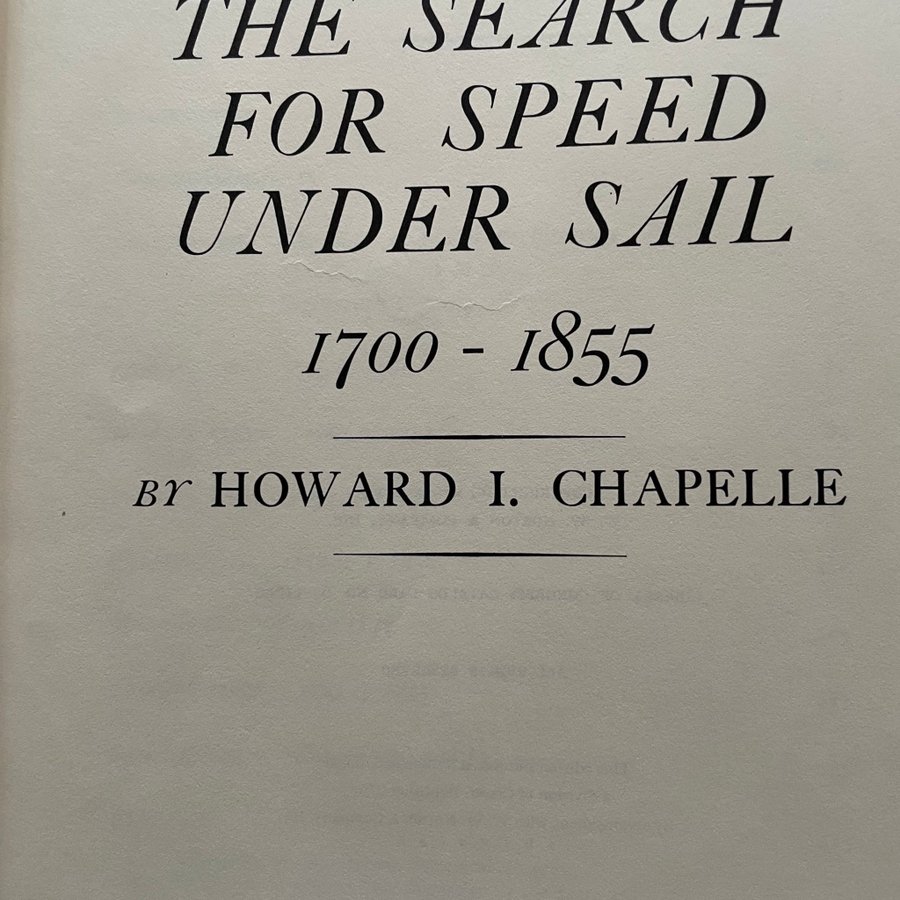 THE SEARCH
FOR SPEED
UNDER SAIL
1700 - 1855
BY HOWARD I. CHAPELLE